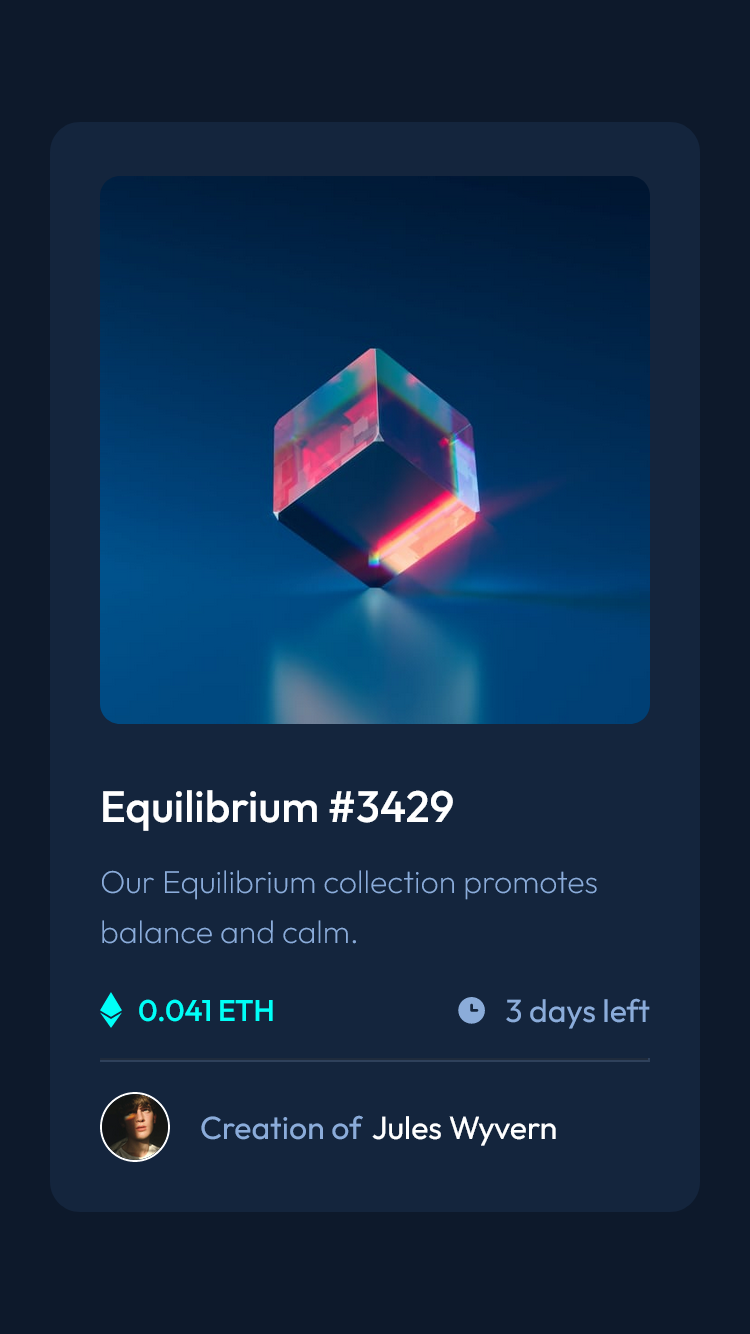 Equilibrium #3429
Our Equilibrium collection promotes
balance and calm.
0.041 ETH
3 days left
Creation of Jules Wyvern